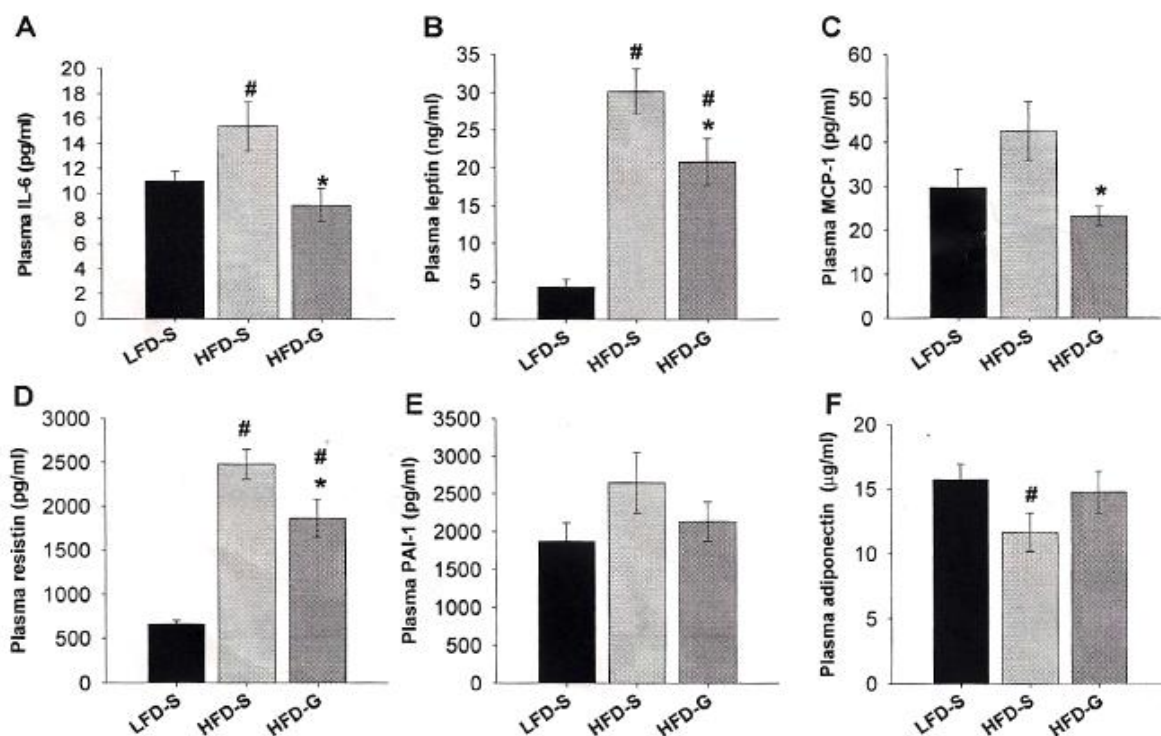 A
Plasma IL-6 (pg/ml)
20
18
16
14
12
10
8
6
4
2
0
#
*
LFD-S
HFD-S
HFD-G
B
Plasma leptin (ng/ml)
35
30
25
20
15
10
5
0
#
#
*
LFD-S
HFD-S
HFD-G
C
Plasma MCP-1 (pg/ml)
60
50
40
30
20
10
0
*
LFD-S
HFD-S
HFD-G
D
Plasma resistin (pg/ml)
3000
2500
2000
1500
1000
500
0
#
#
*
LFD-S
HFD-S
HFD-G
E
Plasma PAI-1 (pg/ml)
3500
3000
2500
2000
1500
1000
500
0
LFD-S
HFD-S
HFD-G
F
Plasma adiponectin (µg/ml)
20
15
10
5
0
#
LFD-S
HFD-S
HFD-G